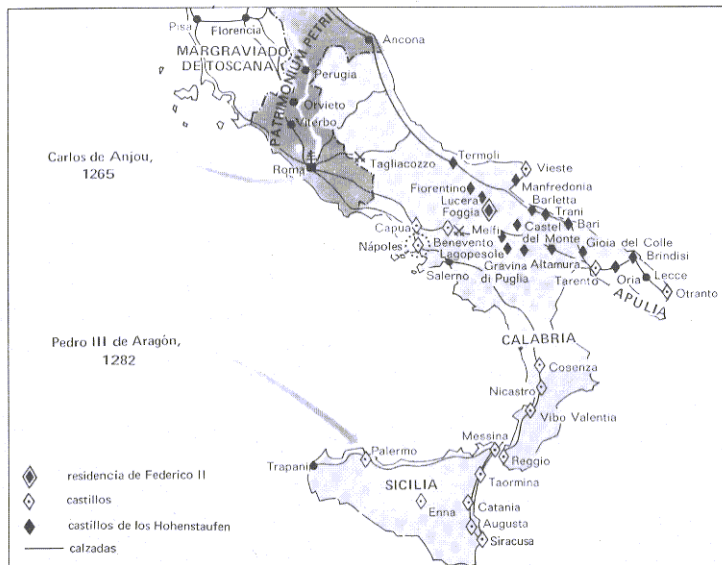 Pisa
Florencia
MARGRAVIADO
DE TOSCANA
PATRIMONIUM PETRI
Ancona
Perugia
Orvieto
Viterbo
Carlos de Anjou,
1265
Roma
Tagliacozzo
Termoli
Vieste
Fiorentino
Manfredonia
Lucera
Barletta
Foggia
Trani
Capua
Melfi
Castel
del Monte
Bari
Nápoles
Benevento
Gioia del Colle
Lagopesole
Brindisi
Gravina
di Puglia
Altamura
Salerno
Tarento
Oria
Lecce
Otranto
APULIA
Pedro III de Aragón,
1282
CALABRIA
Cosenza
Nicastro
Vibo Valentia
Messina
Palermo
Reggio
Trapani
Taormina
SICILIA
Catania
Enna
Augusta
Siracusa
residencia de Federico II
castillos
castillos de los Hohenstaufen
calzadas